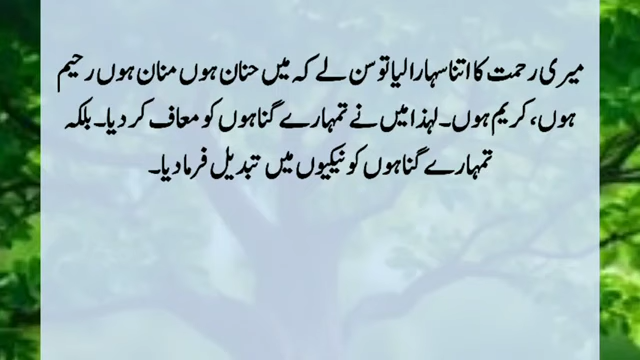 میری رحمت کا اتنا سہارا لیا تو سن لے کہ میں حنان ہوں منان ہوں رحیم
ہوں، کریم ہوں۔ لہذا میں نے تمہارے گناہوں کو معاف کر دیا۔ بلکہ
تمہارے گناہوں کو نیکیوں میں تبدیل فرما دیا۔